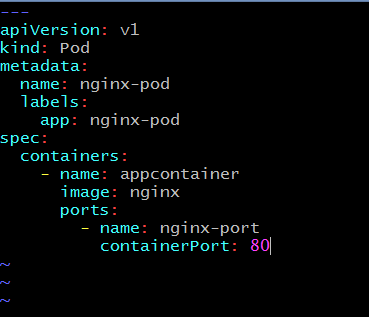 ---
apiVersion: v1
kind: Pod
metadata:
  name: nginx-pod
  labels:
    app: nginx-pod
spec:
  containers:
    - name: appcontainer
      image: nginx
      ports:
        - name: nginx-port
          containerPort: 80
~
~
~